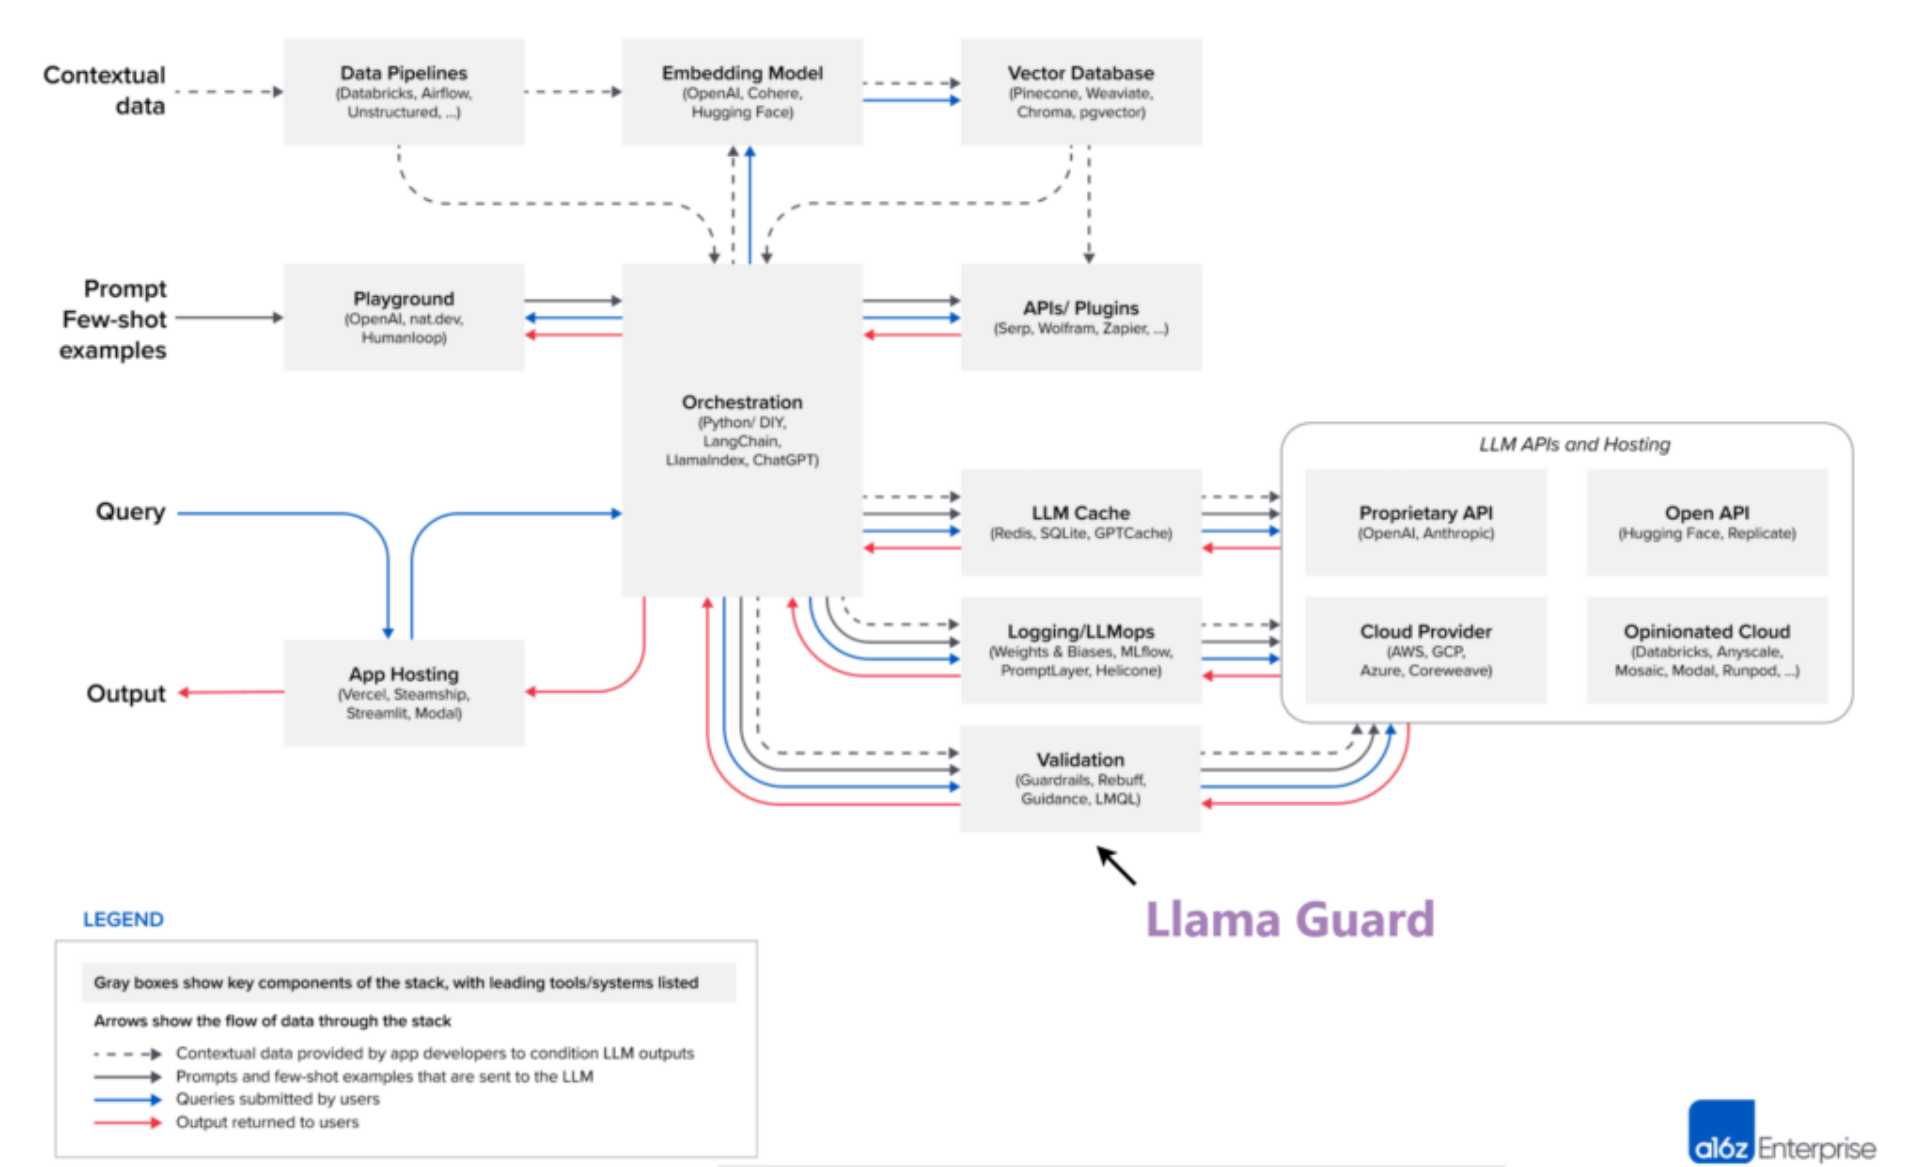 Contextual
data
Data Pipelines
(Databricks, Airflow,
Unstructured, ...)
Embedding Model
(OpenAI, Cohere,
Hugging Face)
Vector Database
(Pinecone, Weaviate,
Chroma, pgvector)
Prompt
Few-shot
examples
Playground
(OpenAI, nat.dev,
Humanloop)
Orchestration
(Python/ DIY,
LangChain,
LlamaIndex, ChatGPT)
APIs/ Plugins
(Serp, Wolfram, Zapier, ...)
Query
Output
App Hosting
(Vercel, Steamship,
Streamlit, Modal)
LLM Cache
(Redis, SQLite, GPTCache)
Logging/LLMops
(Weights & Biases, MLflow,
PromptLayer, Helicone)
Validation
(Guardrails, Rebuff,
Guidance, LMQL)
LLM APIs and Hosting
Proprietary API
(OpenAI, Anthropic)
Open API
(Hugging Face, Replicate)
Cloud Provider
(AWS, GCP,
Azure, Coreweave)
Opinionated Cloud
(Databricks, Anyscale,
Mosaic, Modal, Runpod, ...)
Llama Guard
LEGEND
Gray boxes show key components of the stack, with leading tools/systems listed
Arrows show the flow of data through the stack
Contextual data provided by app developers to condition LLM outputs
Prompts and few-shot examples that are sent to the LLM
Queries submitted by users
Output returned to users
a16z Enterprise